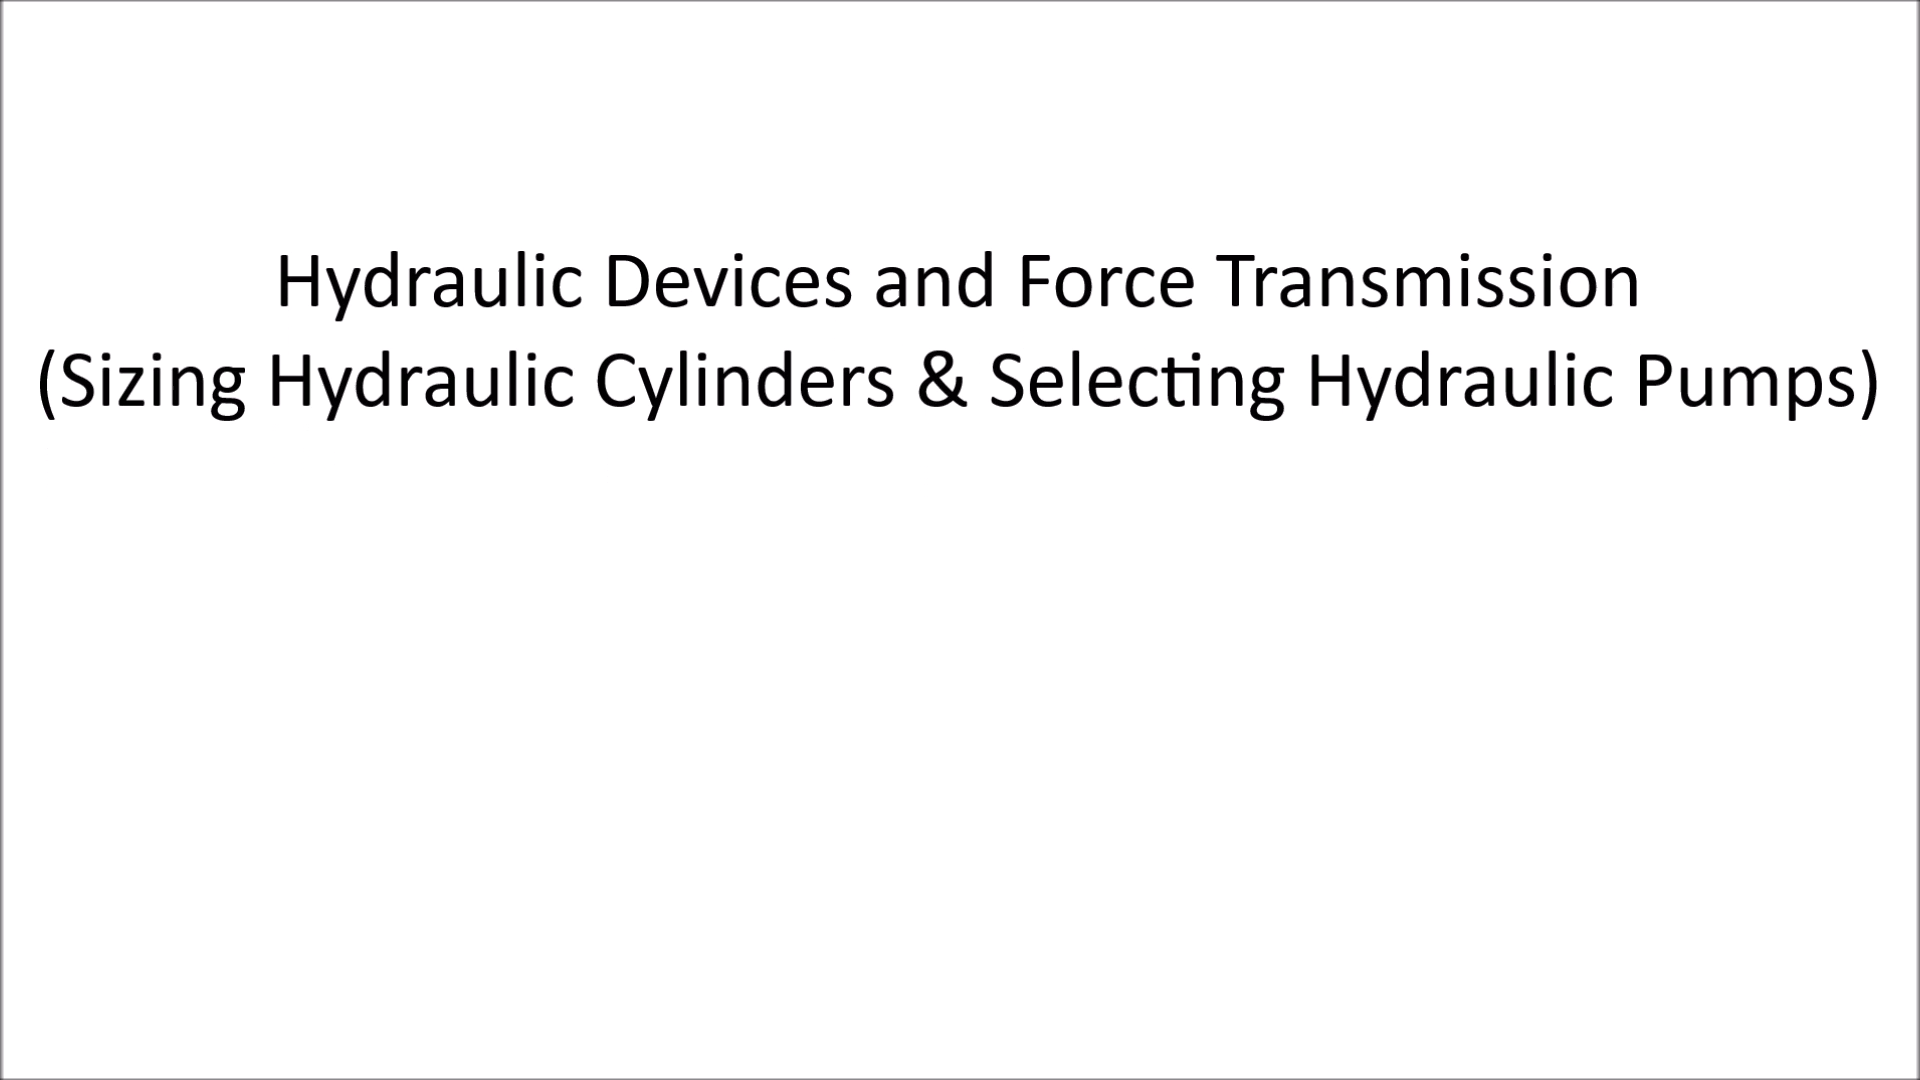 Hydraulic Devices and Force Transmission
(Sizing Hydraulic Cylinders & Selecting Hydraulic Pumps)